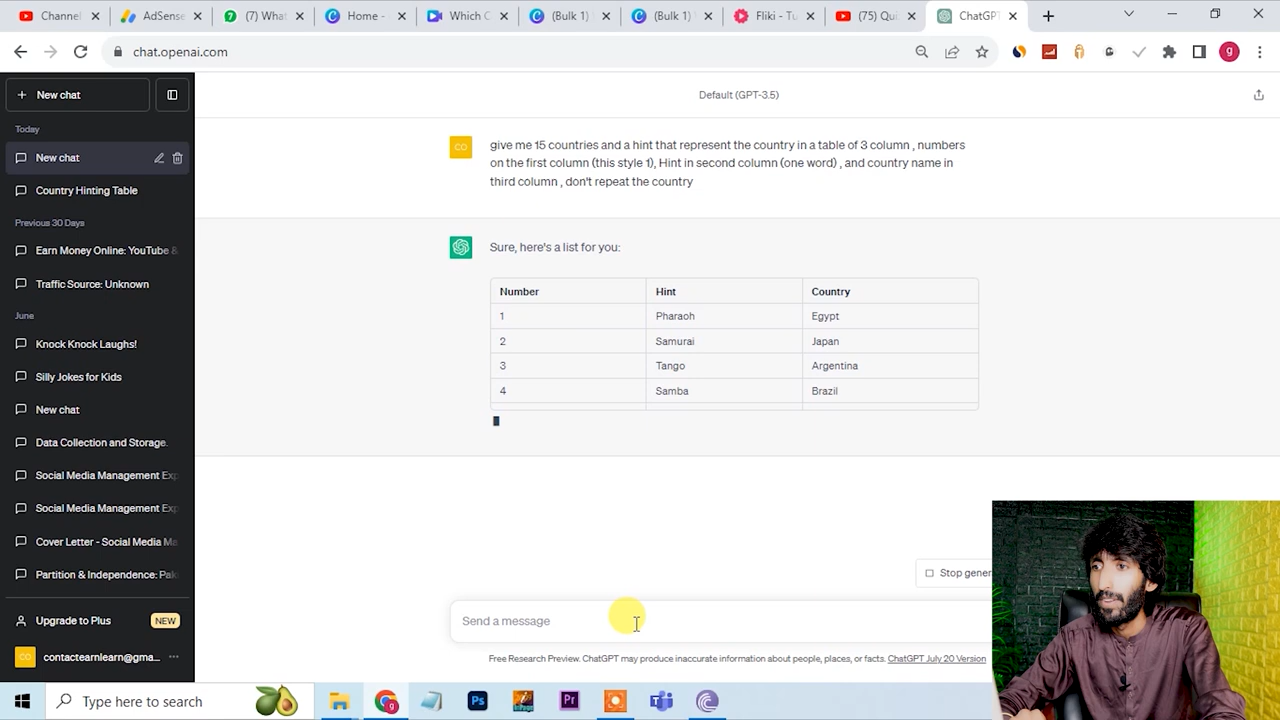 Channel
AdSense
(7) What
Home -
Which C
(Bulk 1)
(Bulk 1)
Fliki - Tu
(75) Qui
ChatGPT
chat.openai.com
g
New chat
Default (GPT-3.5)
Today
New chat
Country Hinting Table
Previous 30 Days
Earn Money Online: YouTube &
Traffic Source: Unknown
June
Knock Knock Laughs!
Silly Jokes for Kids
New chat
Data Collection and Storage.
Social Media Management Exp
Social Media Management Exp
Cover Letter - Social Media Ma
Partition & Independence: Pak
Upgrade to Plus NEW
CO contactearnlearn@gma...
CO
give me 15 countries and a hint that represent the country in a table of 3 column , numbers
on the first column (this style 1), Hint in second column (one word) , and country name in
third column , don't repeat the country
Sure, here's a list for you:
Number Hint Country
1 Pharaoh Egypt
2 Samurai Japan
3 Tango Argentina
4 Samba Brazil
Stop gener
Send a message
Free Research Preview. ChatGPT may produce inaccurate information about people, places, or facts. ChatGPT July 20 Version
Type here to search
Ps
Pr